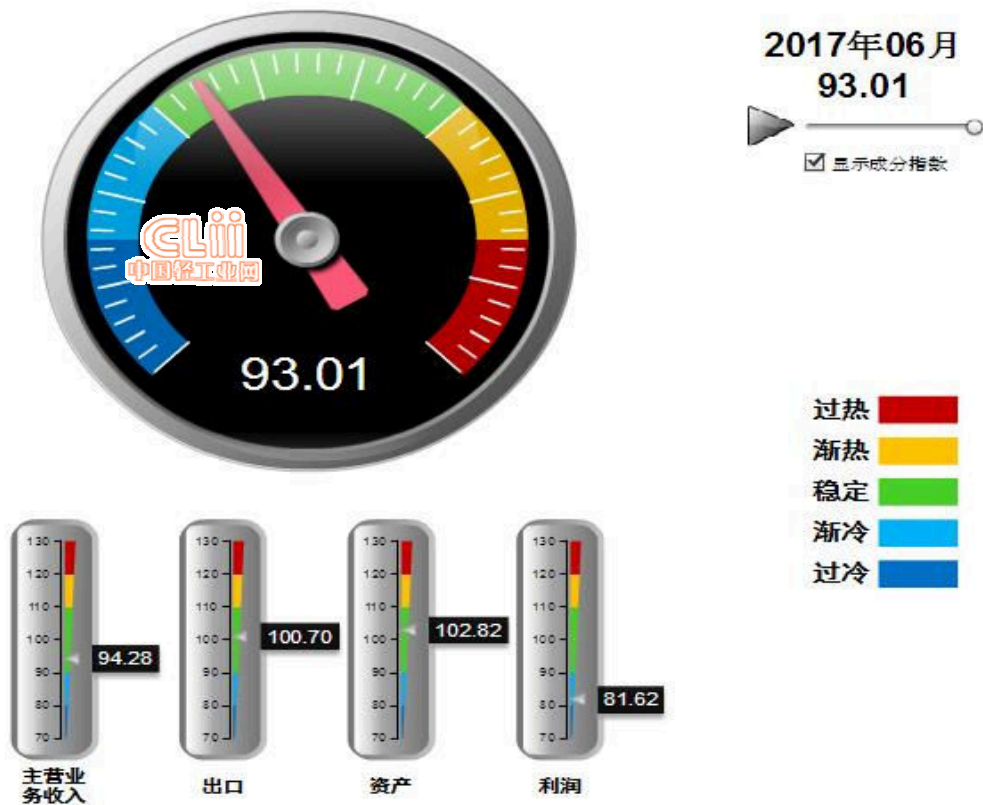 2017年06月
93.01
显示成分指数
CLiii
中国轻工业网
93.01
过热
渐热
稳定
渐冷
过冷
130
120
110
100
90
80
70
94.28
主营业
务收入
130
120
110
100
90
80
70
100.70
出口
130
120
110
100
90
80
70
102.82
资产
130
120
110
100
90
80
70
81.62
利润